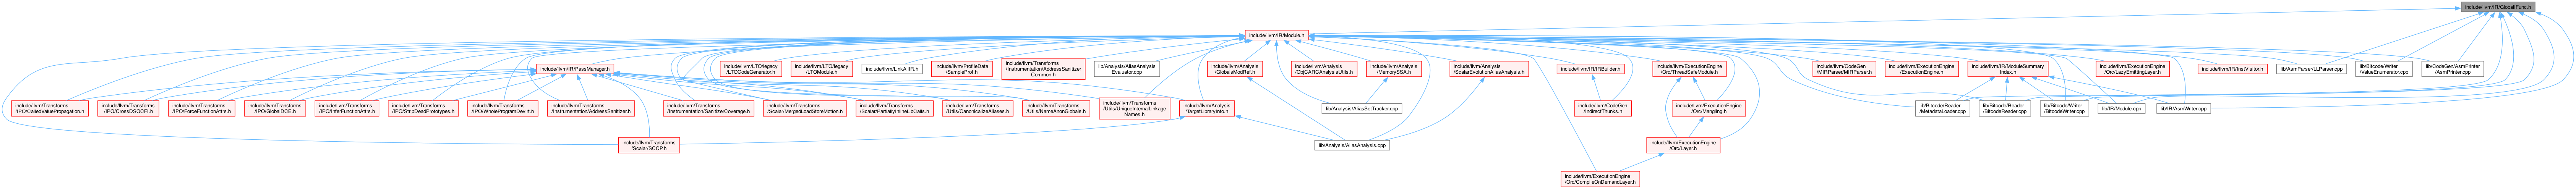 include/llvm/IR/GlobalIFunc.h
include/llvm/IR/Module.h
include/llvm/IR/PassManager.h
include/llvm/LTO/legacy
/LTOCodeGenerator.h
include/llvm/LTO/legacy
/LTOModule.h
include/llvm/LinkAllIR.h
include/llvm/ProfileData
/SampleProf.h
include/llvm/Transforms
/Instrumentation/AddressSanitizer
Common.h
lib/Analysis/AliasAnalysis
Evaluator.cpp
include/llvm/Analysis
/GlobalsModRef.h
include/llvm/Analysis
/ObjCARCAnalysisUtils.h
include/llvm/Analysis
/MemorySSA.h
include/llvm/Analysis
/ScalarEvolutionAliasAnalysis.h
include/llvm/IR/IRBuilder.h
include/llvm/ExecutionEngine
/Orc/ThreadSafeModule.h
include/llvm/CodeGen
/MIRParser/MIRParser.h
include/llvm/ExecutionEngine
/ExecutionEngine.h
include/llvm/IR/ModuleSummary
Index.h
include/llvm/ExecutionEngine
/Orc/LazyEmittingLayer.h
include/llvm/IR/InstVisitor.h
lib/AsmParser/LLParser.cpp
lib/Bitcode/Writer
/ValueEnumerator.cpp
lib/CodeGen/AsmPrinter
/AsmPrinter.cpp
include/llvm/Transforms
/IPO/CalledValuePropagation.h
include/llvm/Transforms
/IPO/CrossDSOCFI.h
include/llvm/Transforms
/IPO/ForceFunctionAttrs.h
include/llvm/Transforms
/IPO/GlobalDCE.h
include/llvm/Transforms
/IPO/InferFunctionAttrs.h
include/llvm/Transforms
/IPO/StripDeadPrototypes.h
include/llvm/Transforms
/IPO/WholeProgramDevirt.h
include/llvm/Transforms
/Instrumentation/AddressSanitizer.h
include/llvm/Transforms
/Instrumentation/SanitizerCoverage.h
include/llvm/Transforms
/Scalar/MergedLoadStoreMotion.h
include/llvm/Transforms
/Scalar/PartiallyInlineLibCalls.h
include/llvm/Transforms
/Utils/CanonicalizeAliases.h
include/llvm/Transforms
/Utils/NameAnonGlobals.h
include/llvm/Transforms
/Utils/UniqueInternalLinkage
Names.h
include/llvm/Analysis
/TargetLibraryInfo.h
lib/Analysis/AliasSetTracker.cpp
include/llvm/CodeGen
/IndirectThunks.h
include/llvm/ExecutionEngine
/Orc/Mangling.h
lib/Bitcode/Reader
/MetadataLoader.cpp
lib/Bitcode/Reader
/BitcodeReader.cpp
lib/Bitcode/Writer
/BitcodeWriter.cpp
lib/IR/Module.cpp
lib/IR/AsmWriter.cpp
include/llvm/Transforms
/Scalar/SCCP.h
lib/Analysis/AliasAnalysis.cpp
include/llvm/ExecutionEngine
/Orc/Layer.h
include/llvm/ExecutionEngine
/Orc/CompileOnDemandLayer.h